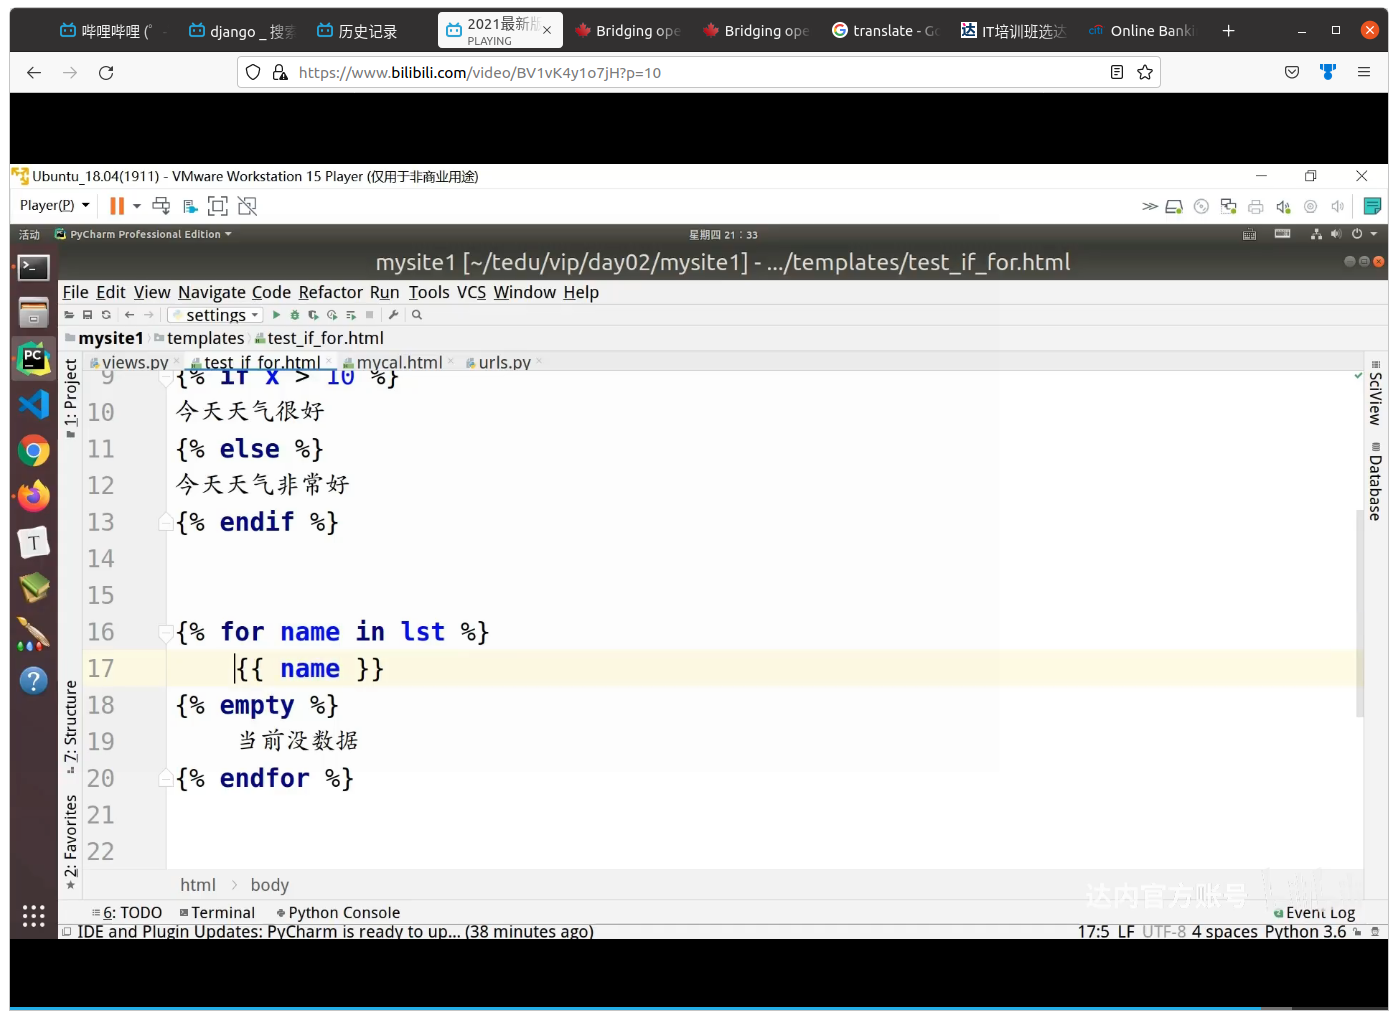 哔哩哔哩 (゜
django _ 搜索
历史记录
2021最新版
PLAYING
Bridging ope
Bridging ope
translate - Go
IT培训班选达
citi Online Banki
https://www.bilibili.com/video/BV1vK4y1o7jH?p=10
Ubuntu_18.04(1911) - VMware Workstation 15 Player (仅用于非商业用途)
Player(P)
活动 PyCharm Professional Edition 星期四 21：33
mysite1 [~/tedu/vip/day02/mysite1] - .../templates/test_if_for.html
File Edit View Navigate Code Refactor Run Tools VCS Window Help
settings
mysite1 templates test_if_for.html
views.py test_if_for.html mycal.html urls.py
1: Project
7: Structure
2: Favorites
9 {% if x > 10 %}
10 今天天气很好
11 {% else %}
12 今天天气非常好
13 {% endif %}
14
15
16 {% for name in lst %}
17 {{ name }}
18 {% empty %}
19 当前没数据
20 {% endfor %}
21
22
SciView
Database
html > body
达内官方账号
6: TODO Terminal Python Console Event Log
IDE and Plugin Updates: PyCharm is ready to up... (38 minutes ago) 17:5 LF UTF-8 4 spaces Python 3.6